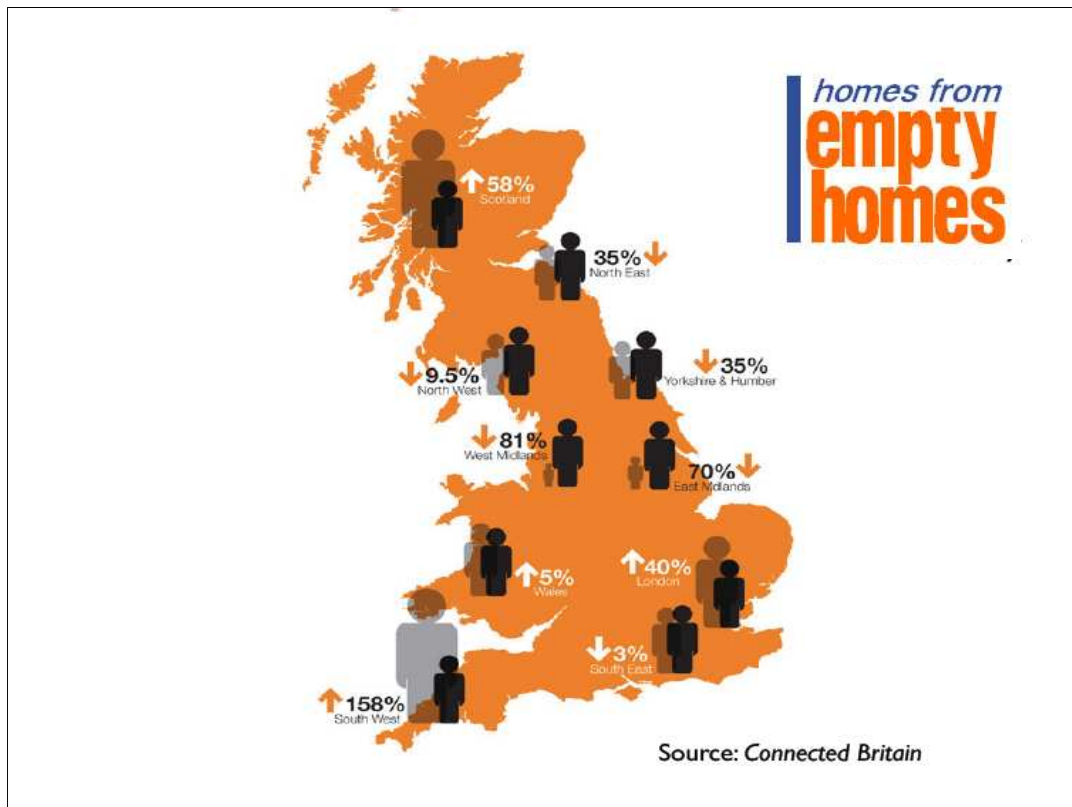 homes from
empty
homes
58%
Scotland
35%
North East
9.5%
North West
35%
Yorkshire & Humber
81%
West Midlands
70%
East Midlands
5%
Wales
40%
London
3%
South East
158%
South West
Source: Connected Britain